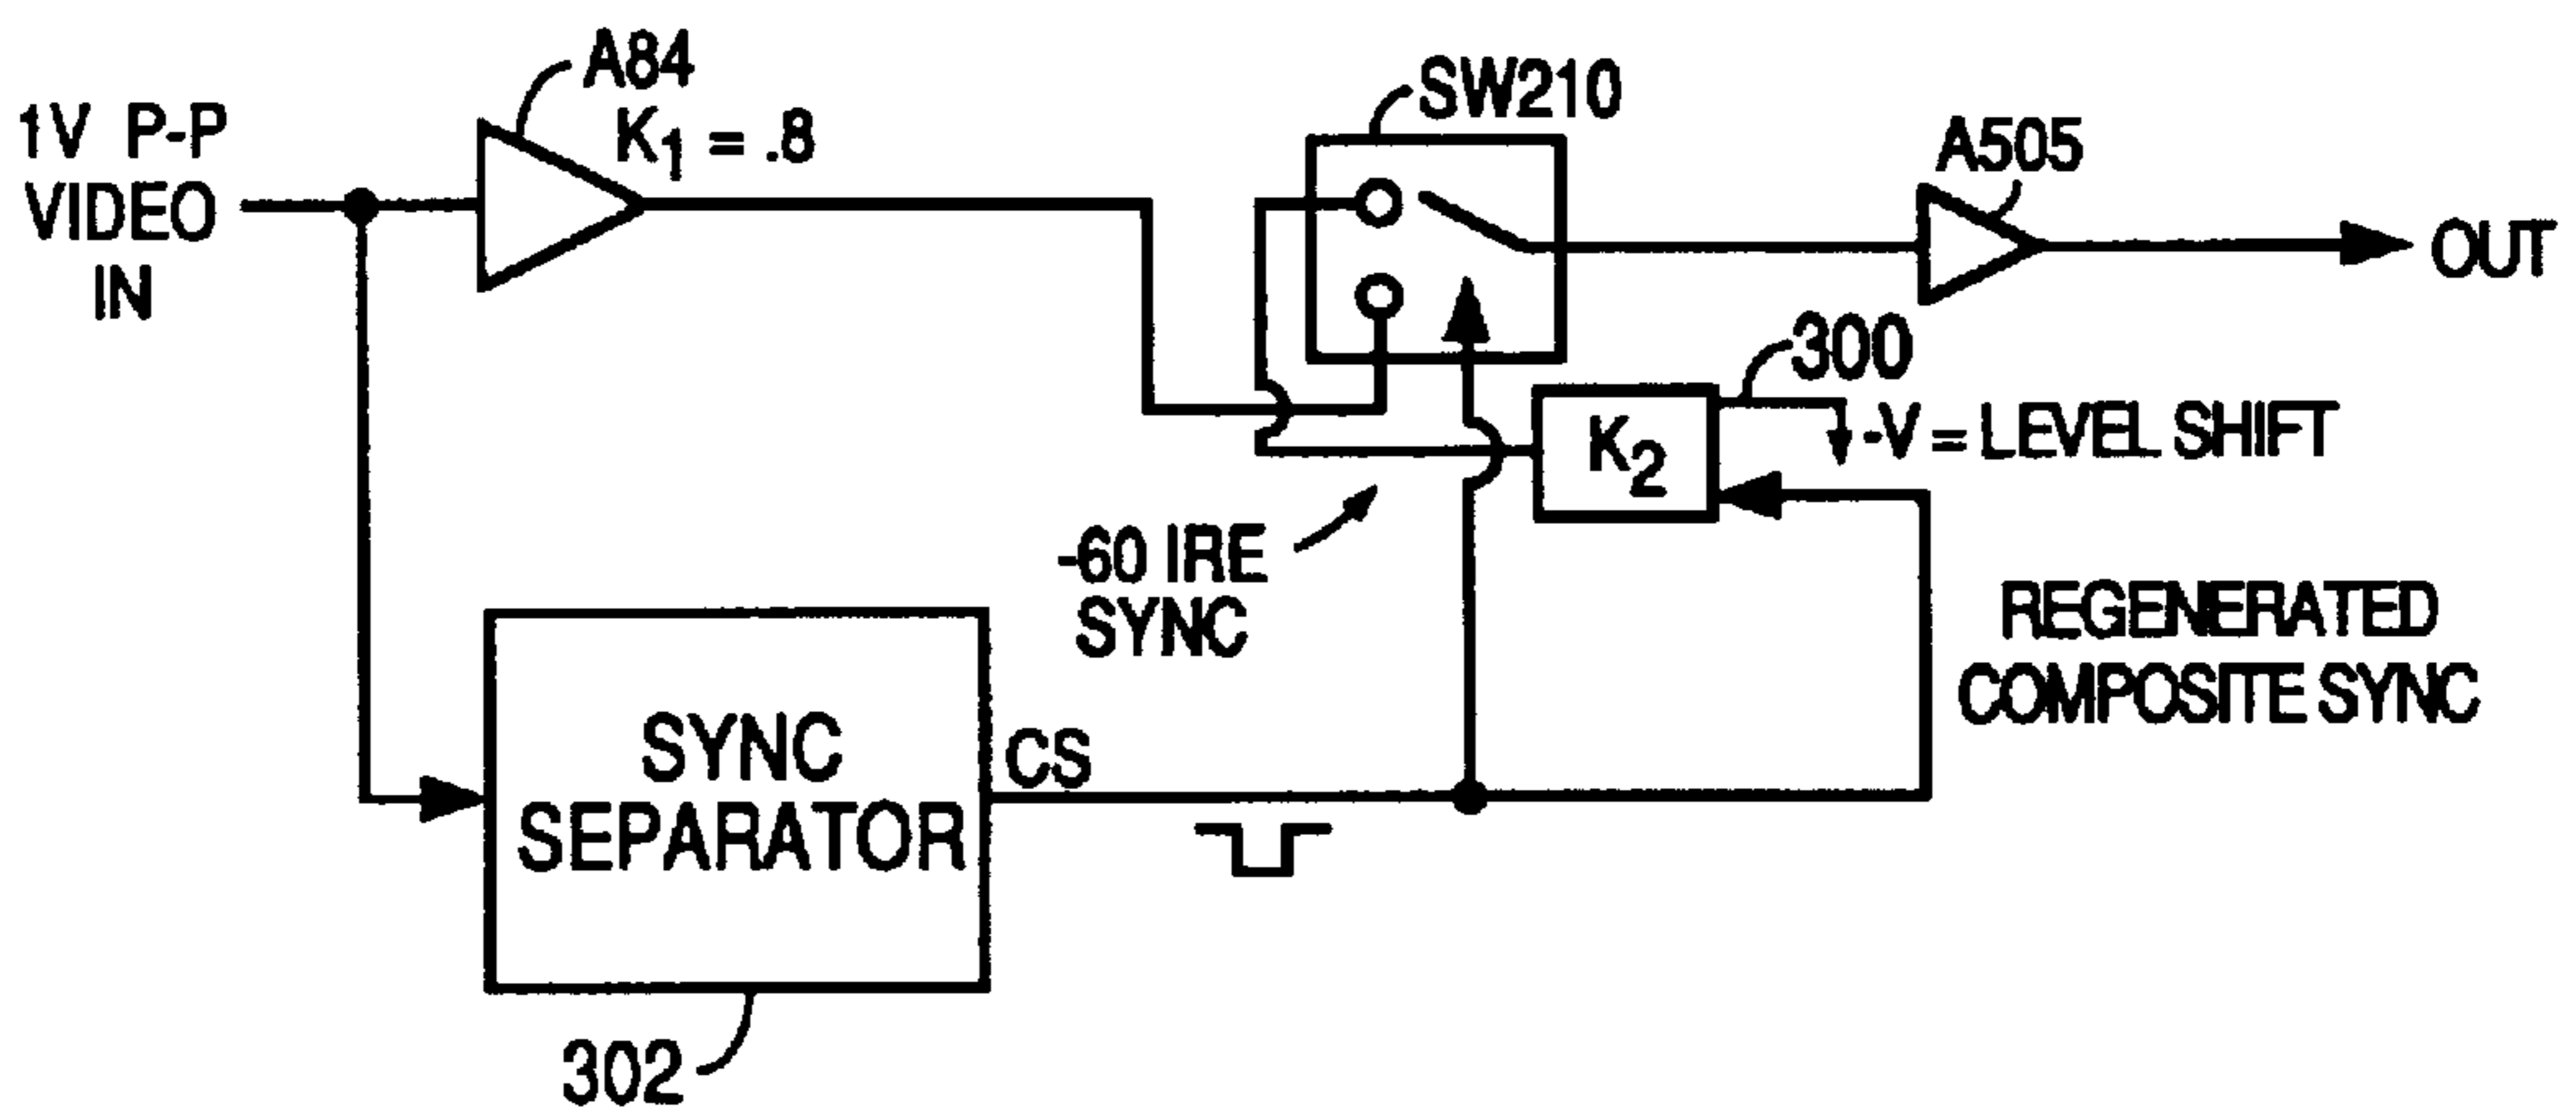 1V P-P
VIDEO
IN
A84
K1 = .8
SW210
A505
OUT
300
K2
-V = LEVEL SHIFT
-60 IRE
SYNC
REGENERATED
COMPOSITE SYNC
SYNC
SEPARATOR
CS
302